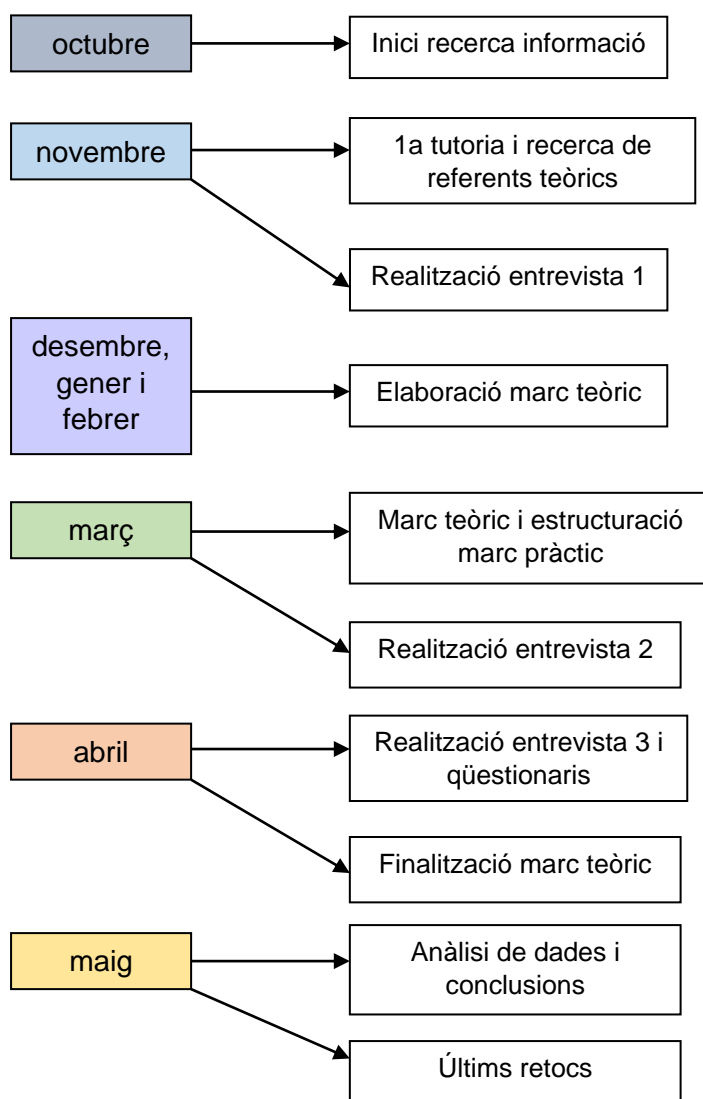 octubre
Inici recerca informació
novembre
1a tutoria i recerca de
referents teòrics
Realització entrevista 1
desembre,
gener i
febrer
Elaboració marc teòric
març
Marc teòric i estructuració
marc pràctic
Realització entrevista 2
abril
Realització entrevista 3 i
qüestionaris
Finalització marc teòric
maig
Anàlisi de dades i
conclusions
Últims retocs